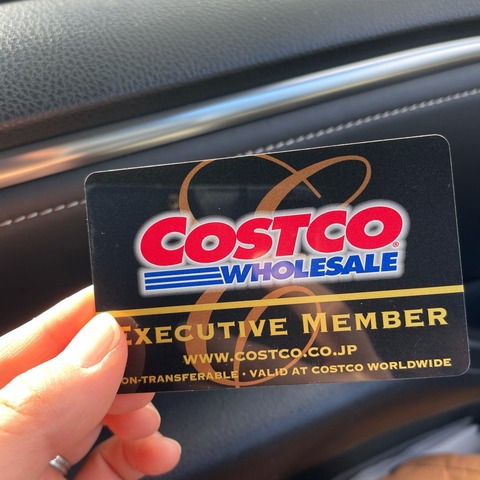 COSTCO
WHOLESALE
EXECUTIVE MEMBER
WWW.COSTCO.CO.JP
ON-TRANSFERABLE · VALID AT COSTCO WORLDWIDE